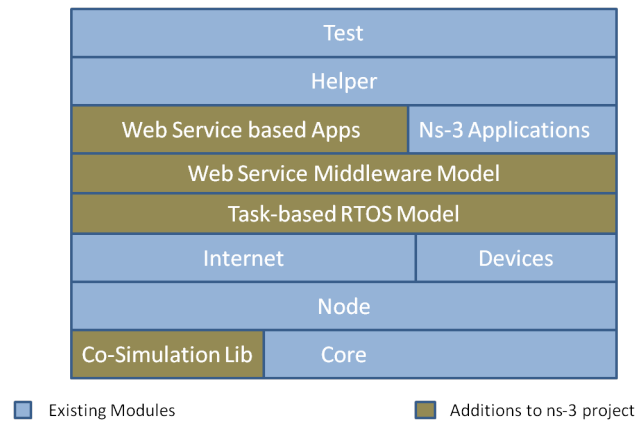 Test
Helper
Web Service based Apps
Ns-3 Applications
Web Service Middleware Model
Task-based RTOS Model
Internet
Devices
Node
Co-Simulation Lib
Core
Existing Modules
Additions to ns-3 project